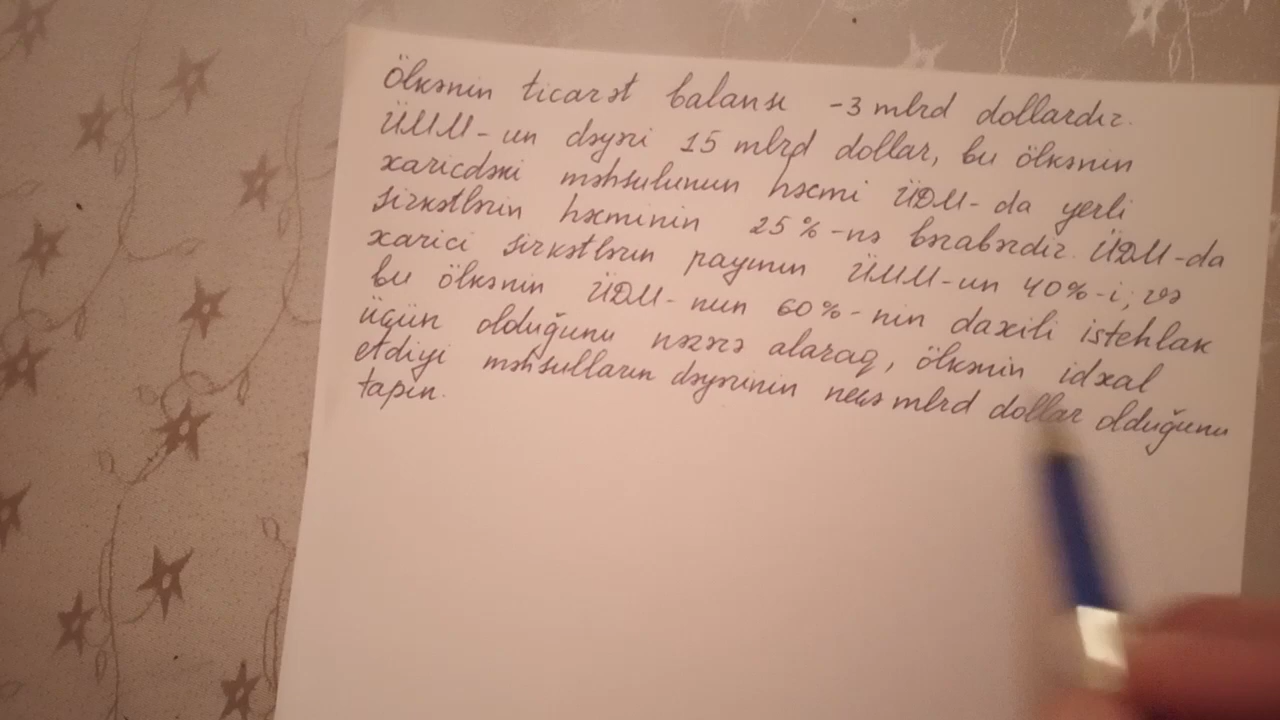 Ölkənin ticarət balansı -3 mlrd dollardır.
ÜMM-un dəyəri 15 mlrd dollar, bu ölkənin
xaricdəki məhsulunun həcmi ÜDM-da yerli
şirkətlərin həcminin 25%-nə bərabərdir. ÜDM-da
xarici şirkətlərin payının ÜMM-un 40%-i, və
bu ölkənin ÜDM-nun 60%-nin daxili istehlak
üçün olduğunu nəzərə alaraq, ölkənin idxal
etdiyi məhsulların dəyərinin neçə mlrd dollar olduğunu
tapın.